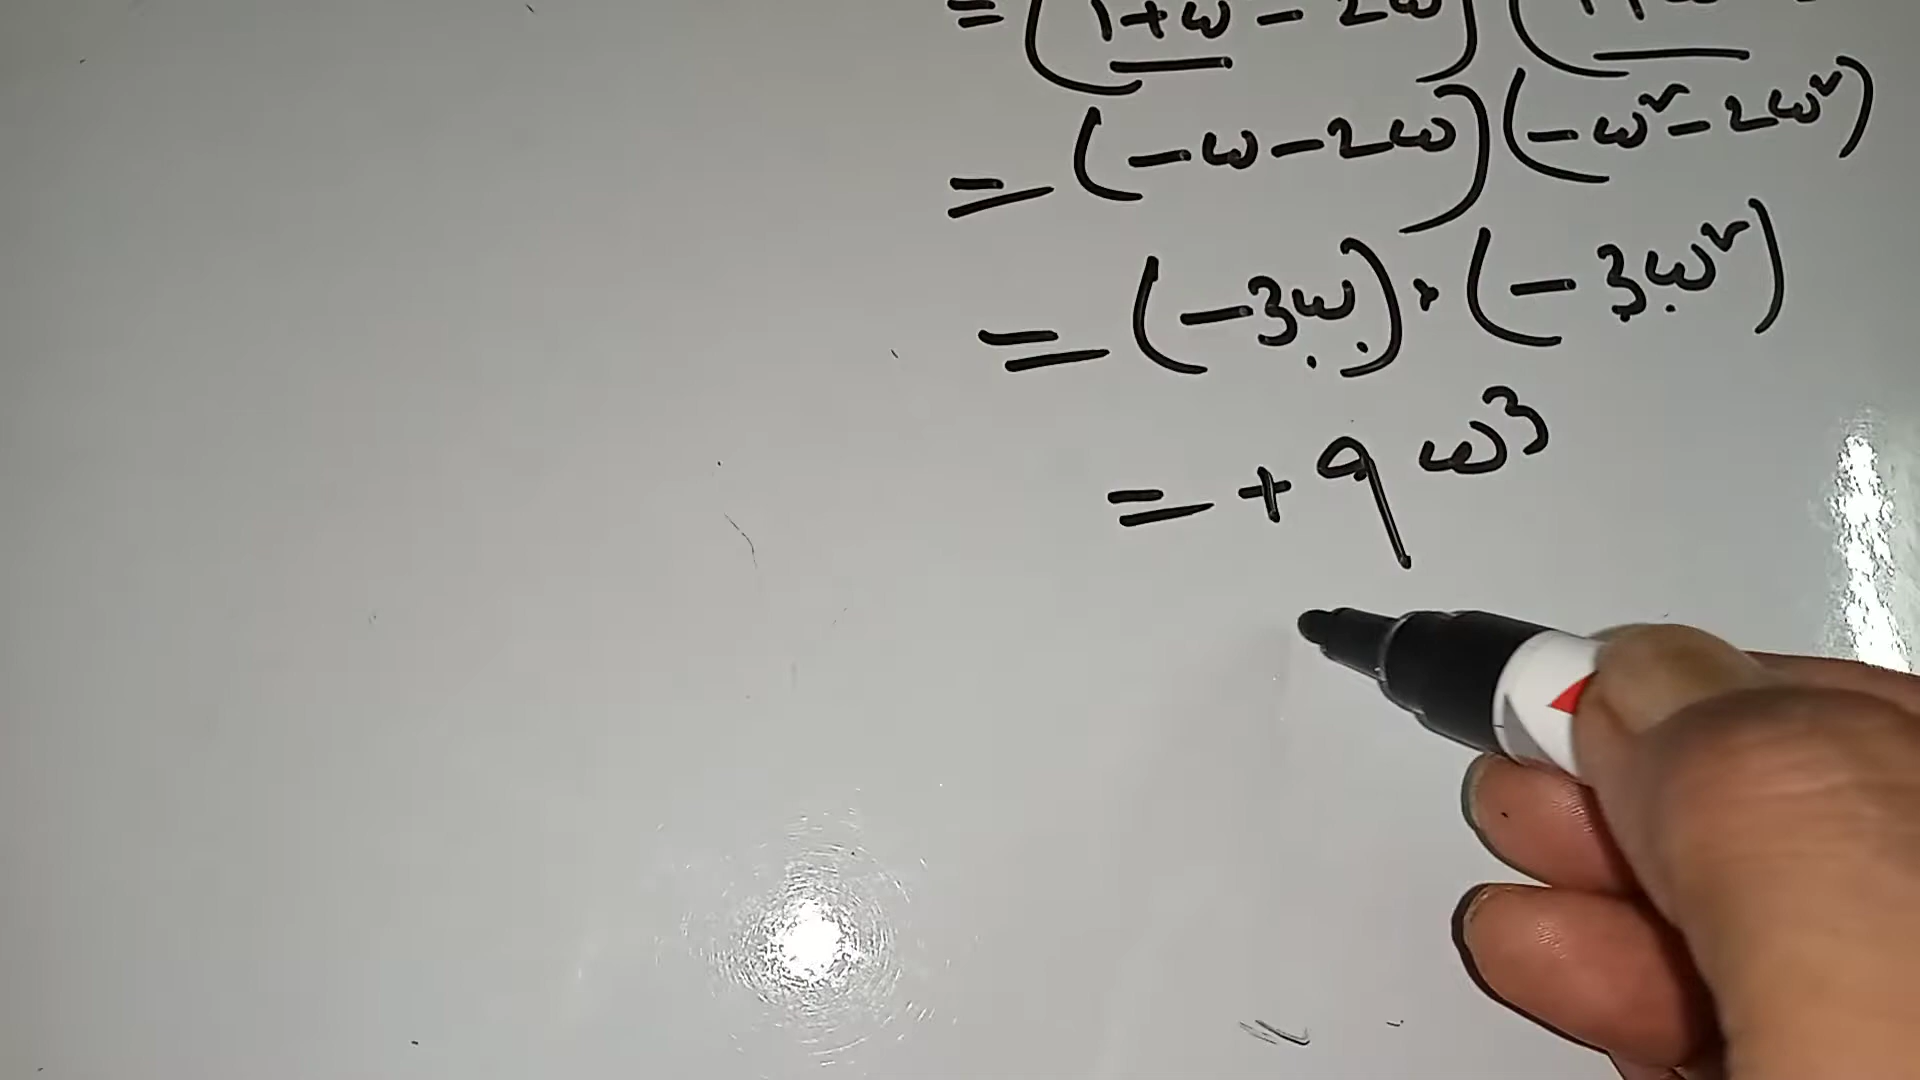 = (1+ω - 2ω) (
= (-ω-2ω) (-ω²-2ω²)
= (-3ω) · (-3ω²)
= +9ω³